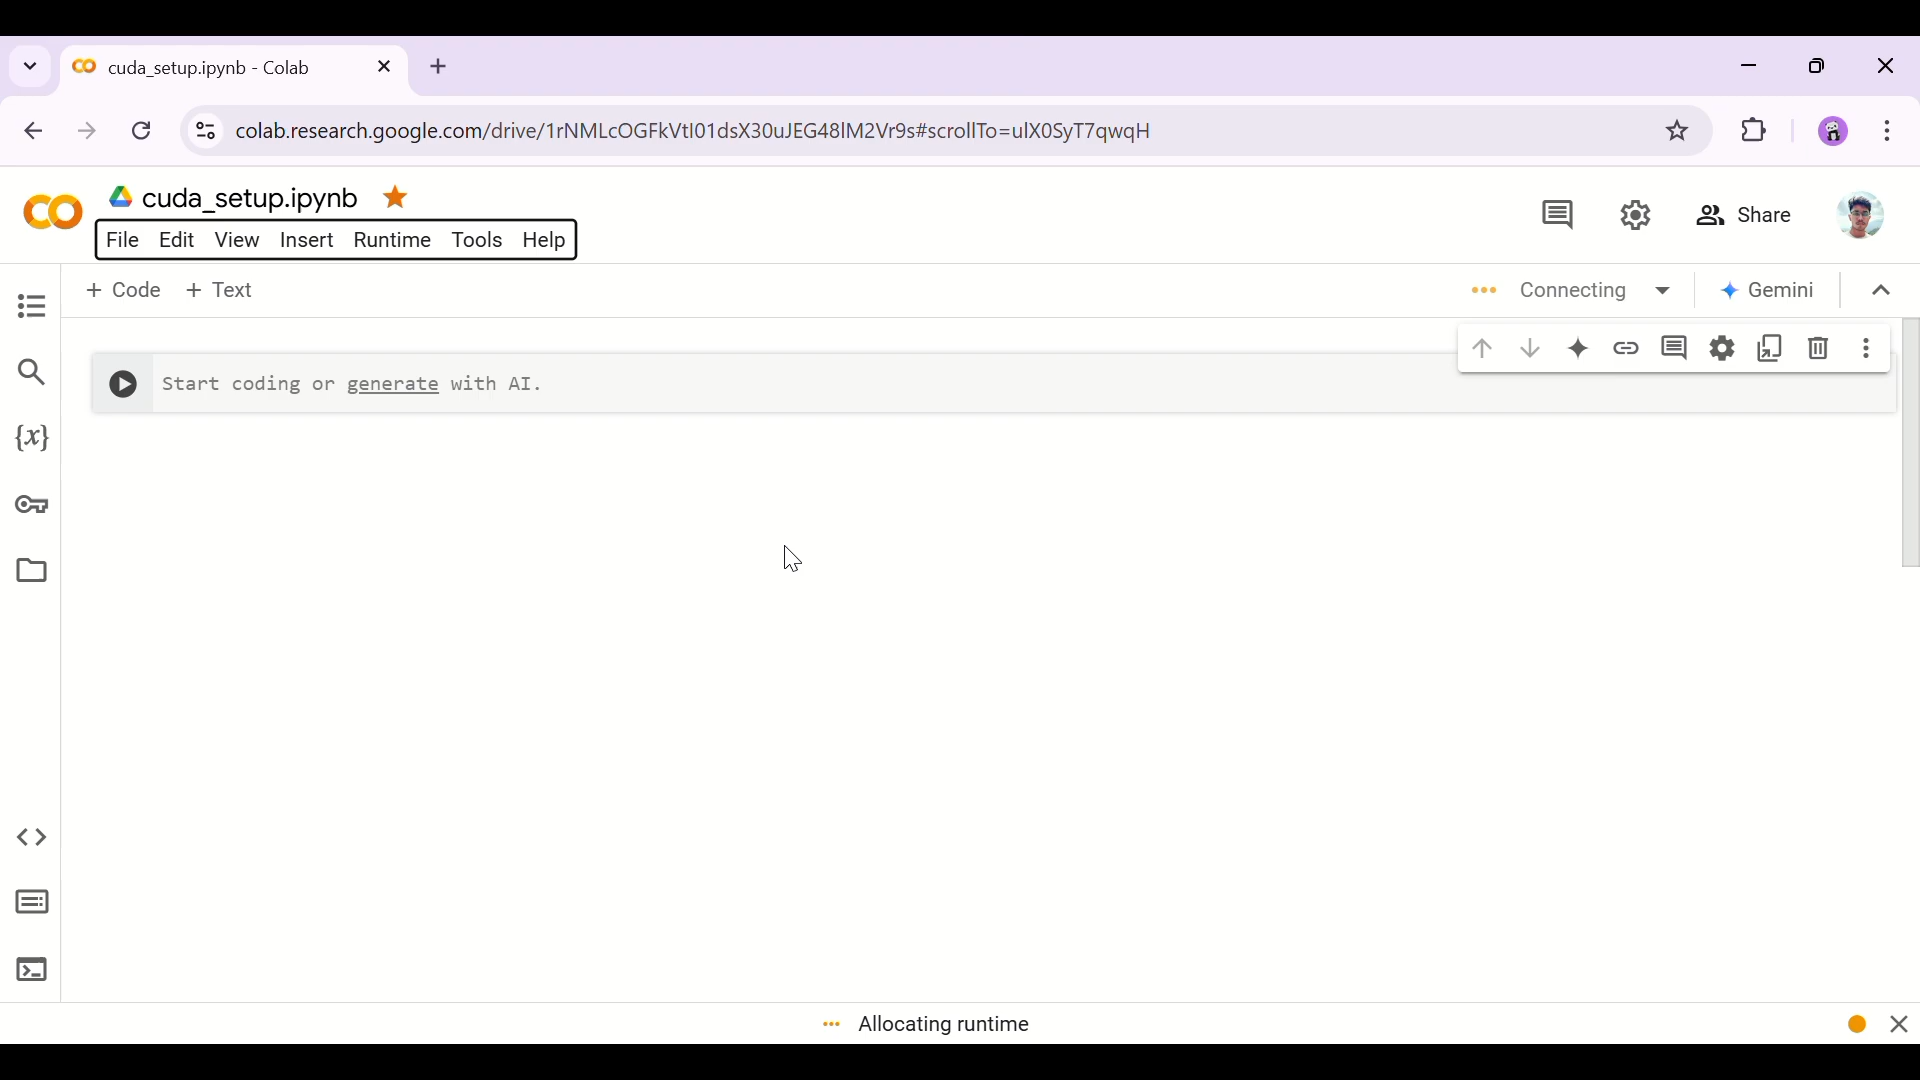 cuda_setup.ipynb - Colab
colab.research.google.com/drive/1rNMLcOGFkVtI01dsX30uJEG48lM2Vr9s#scrollTo=ulX0SyT7qwqH
cuda_setup.ipynb
File Edit View Insert Runtime Tools Help
Share
+ Code + Text
Connecting
Gemini
Start coding or generate with AI.
{x}
Allocating runtime